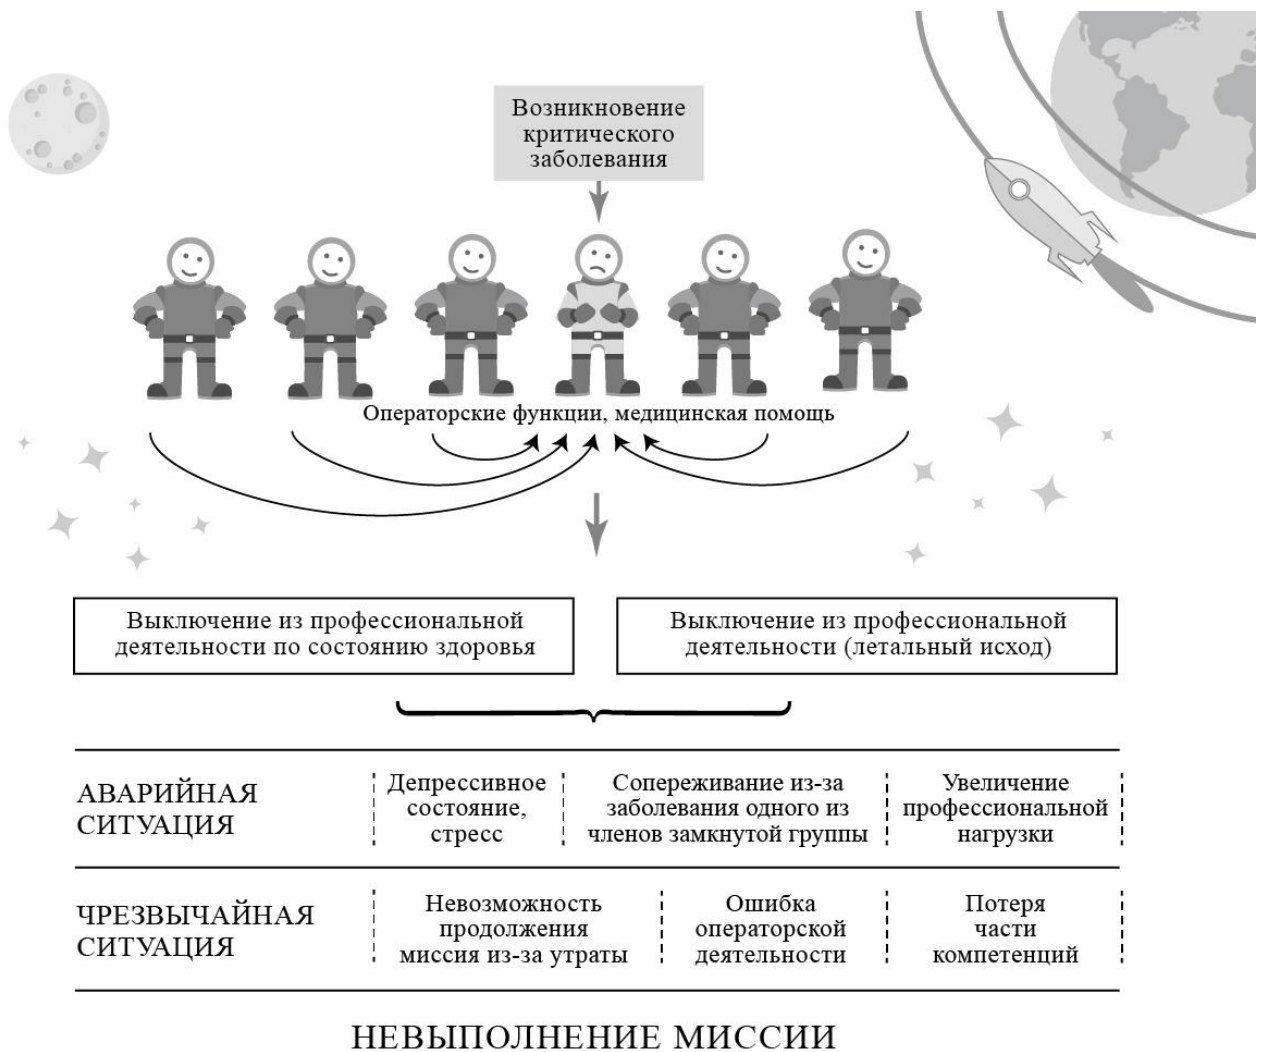 Возникновение
критического
заболевания
Операторские функции, медицинская помощь
Выключение из профессиональной
деятельности по состоянию здоровья
Выключение из профессиональной
деятельности (летальный исход)
АВАРИЙНАЯ
СИТУАЦИЯ
Депрессивное
состояние,
стресс
Сопереживание из-за
заболевания одного из
членов замкнутой группы
Увеличение
профессиональной
нагрузки
ЧРЕЗВЫЧАЙНАЯ
СИТУАЦИЯ
Невозможность
продолжения
миссия из-за утраты
Ошибка
операторской
деятельности
Потеря
части
компетенций
НЕВЫПОЛНЕНИЕ МИССИИ